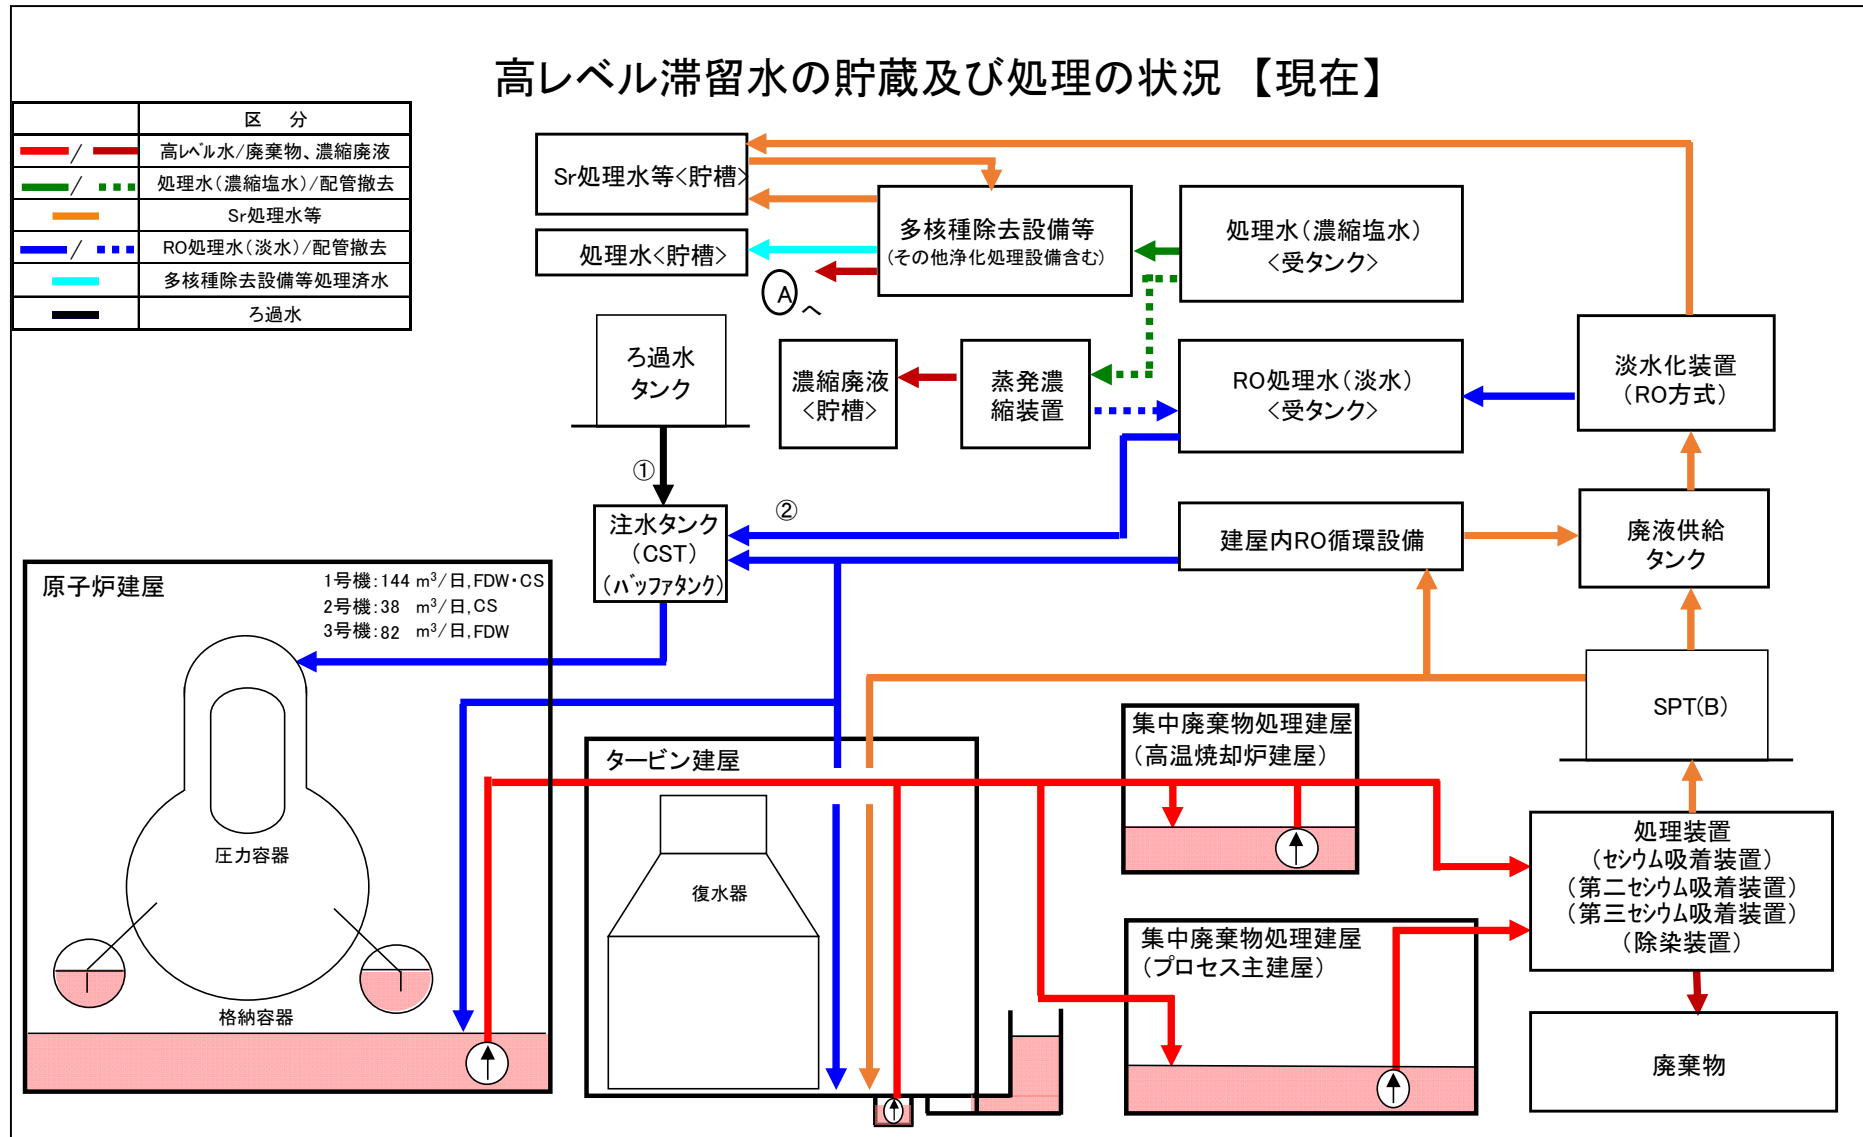 高レベル滞留水の貯蔵及び処理の状況 【現在】
区 分
高ﾚﾍﾞﾙ水/廃棄物、濃縮廃液
処理水(濃縮塩水)/配管撤去
Sr処理水等
RO処理水(淡水)/配管撤去
多核種除去設備等処理済水
ろ過水
Sr処理水等<貯槽>
処理水<貯槽>
多核種除去設備等
(その他浄化処理設備含む)
処理水(濃縮塩水)
<受タンク>
A へ
ろ過水
タンク
濃縮廃液
<貯槽>
蒸発濃
縮装置
RO処理水(淡水)
<受タンク>
淡水化装置
(RO方式)
①
②
注水タンク
(CST)
(ﾊﾞｯﾌｧﾀﾝｸ)
建屋内RO循環設備
廃液供給
タンク
原子炉建屋
1号機:144 m³/日,FDW・CS
2号機:38 m³/日,CS
3号機:82 m³/日,FDW
圧力容器
格納容器
タービン建屋
復水器
集中廃棄物処理建屋
(高温焼却炉建屋)
SPT(B)
集中廃棄物処理建屋
(プロセス主建屋)
処理装置
(ｾｼｳﾑ吸着装置)
(第二ｾｼｳﾑ吸着装置)
(第三ｾｼｳﾑ吸着装置)
(除染装置)
廃棄物